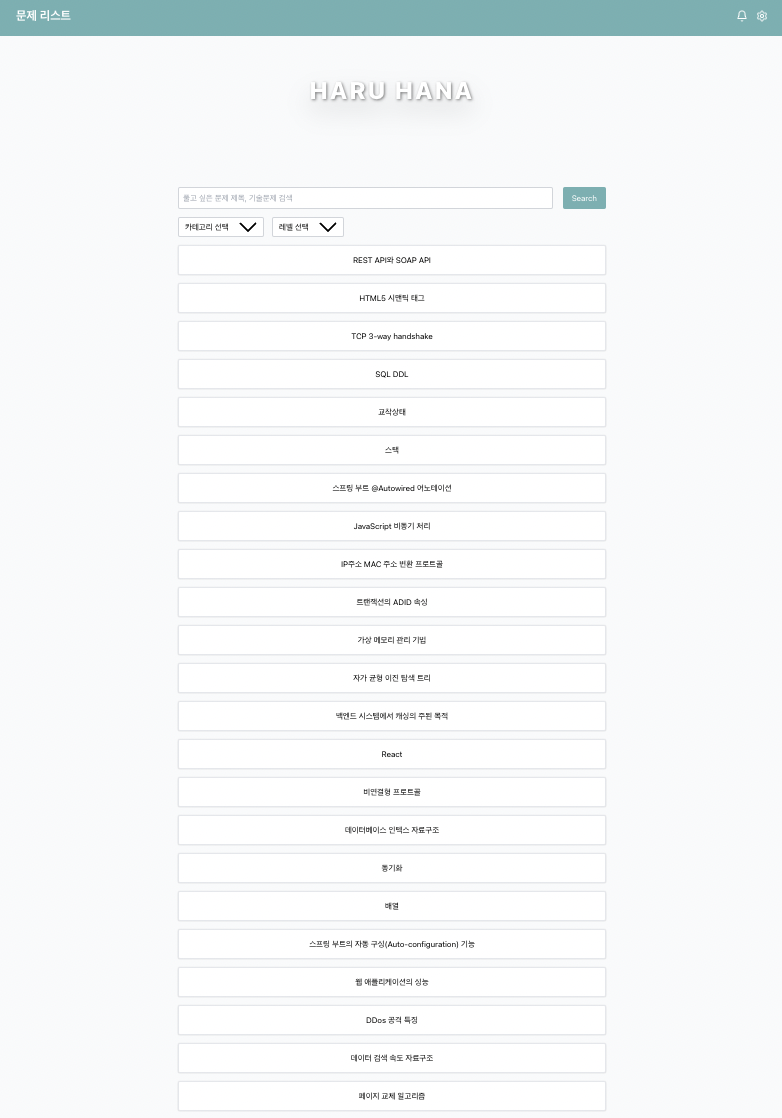 문제 리스트
HARU HANA
풀고 싶은 문제 제목, 기술문제 검색
Search
카테고리 선택
레벨 선택
REST API와 SOAP API
HTML5 시맨틱 태그
TCP 3-way handshake
SQL DDL
교착상태
스택
스프링 부트 @Autowired 어노테이션
JavaScript 비동기 처리
IP주소 MAC 주소 변환 프로토콜
트랜잭션의 ADID 속성
가상 메모리 관리 기법
자가 균형 이진 탐색 트리
백엔드 시스템에서 캐싱의 주된 목적
React
비연결형 프로토콜
데이터베이스 인덱스 자료구조
동기화
배열
스프링 부트의 자동 구성(Auto-configuration) 기능
웹 애플리케이션의 성능
DDos 공격 특징
데이터 검색 속도 자료구조
페이지 교체 알고리즘